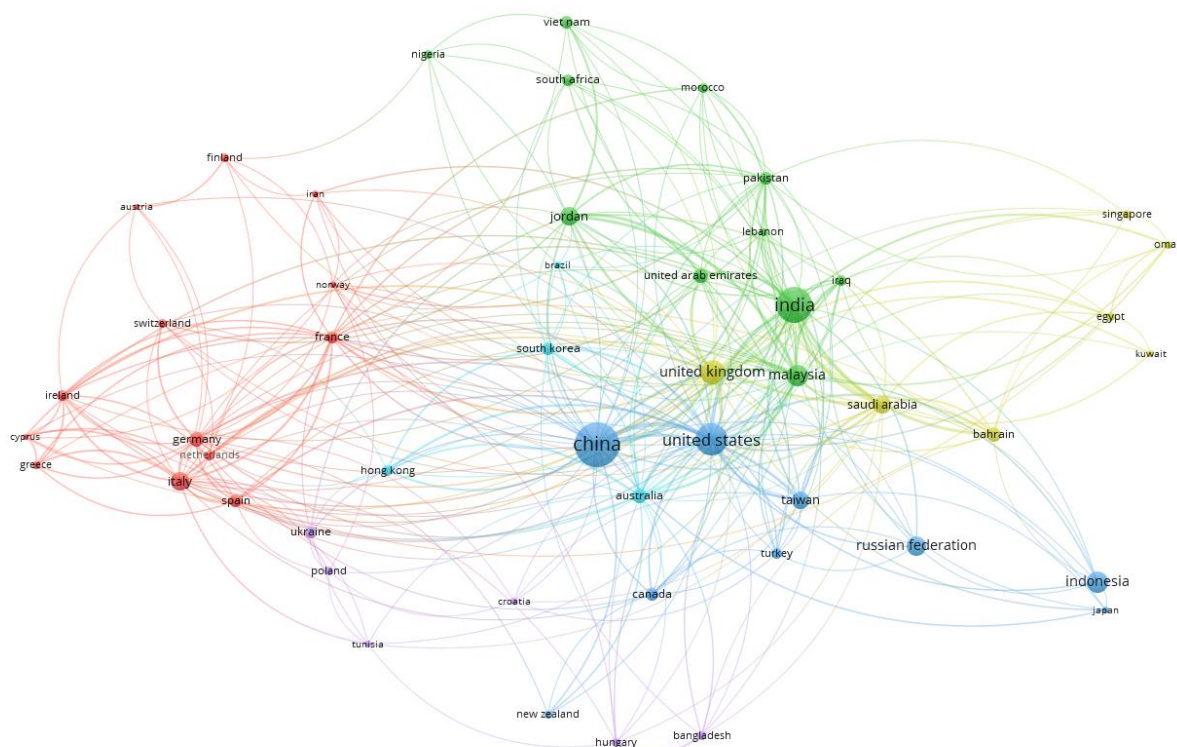 viet nam
nigeria
south africa
morocco
finland
pakistan
iran
austria
singapore
jordan
lebanon
oma
brazil
united arab emirates
iraq
norway
india
switzerland
egypt
france
south korea
kuwait
united kingdom
malaysia
ireland
saudi arabia
cyprus
germany
china
united states
bahrain
netherlands
greece
hong kong
italy
spain
australia
taiwan
ukraine
russian federation
turkey
poland
indonesia
canada
croatia
japan
tunisia
new zealand
bangladesh
hungary